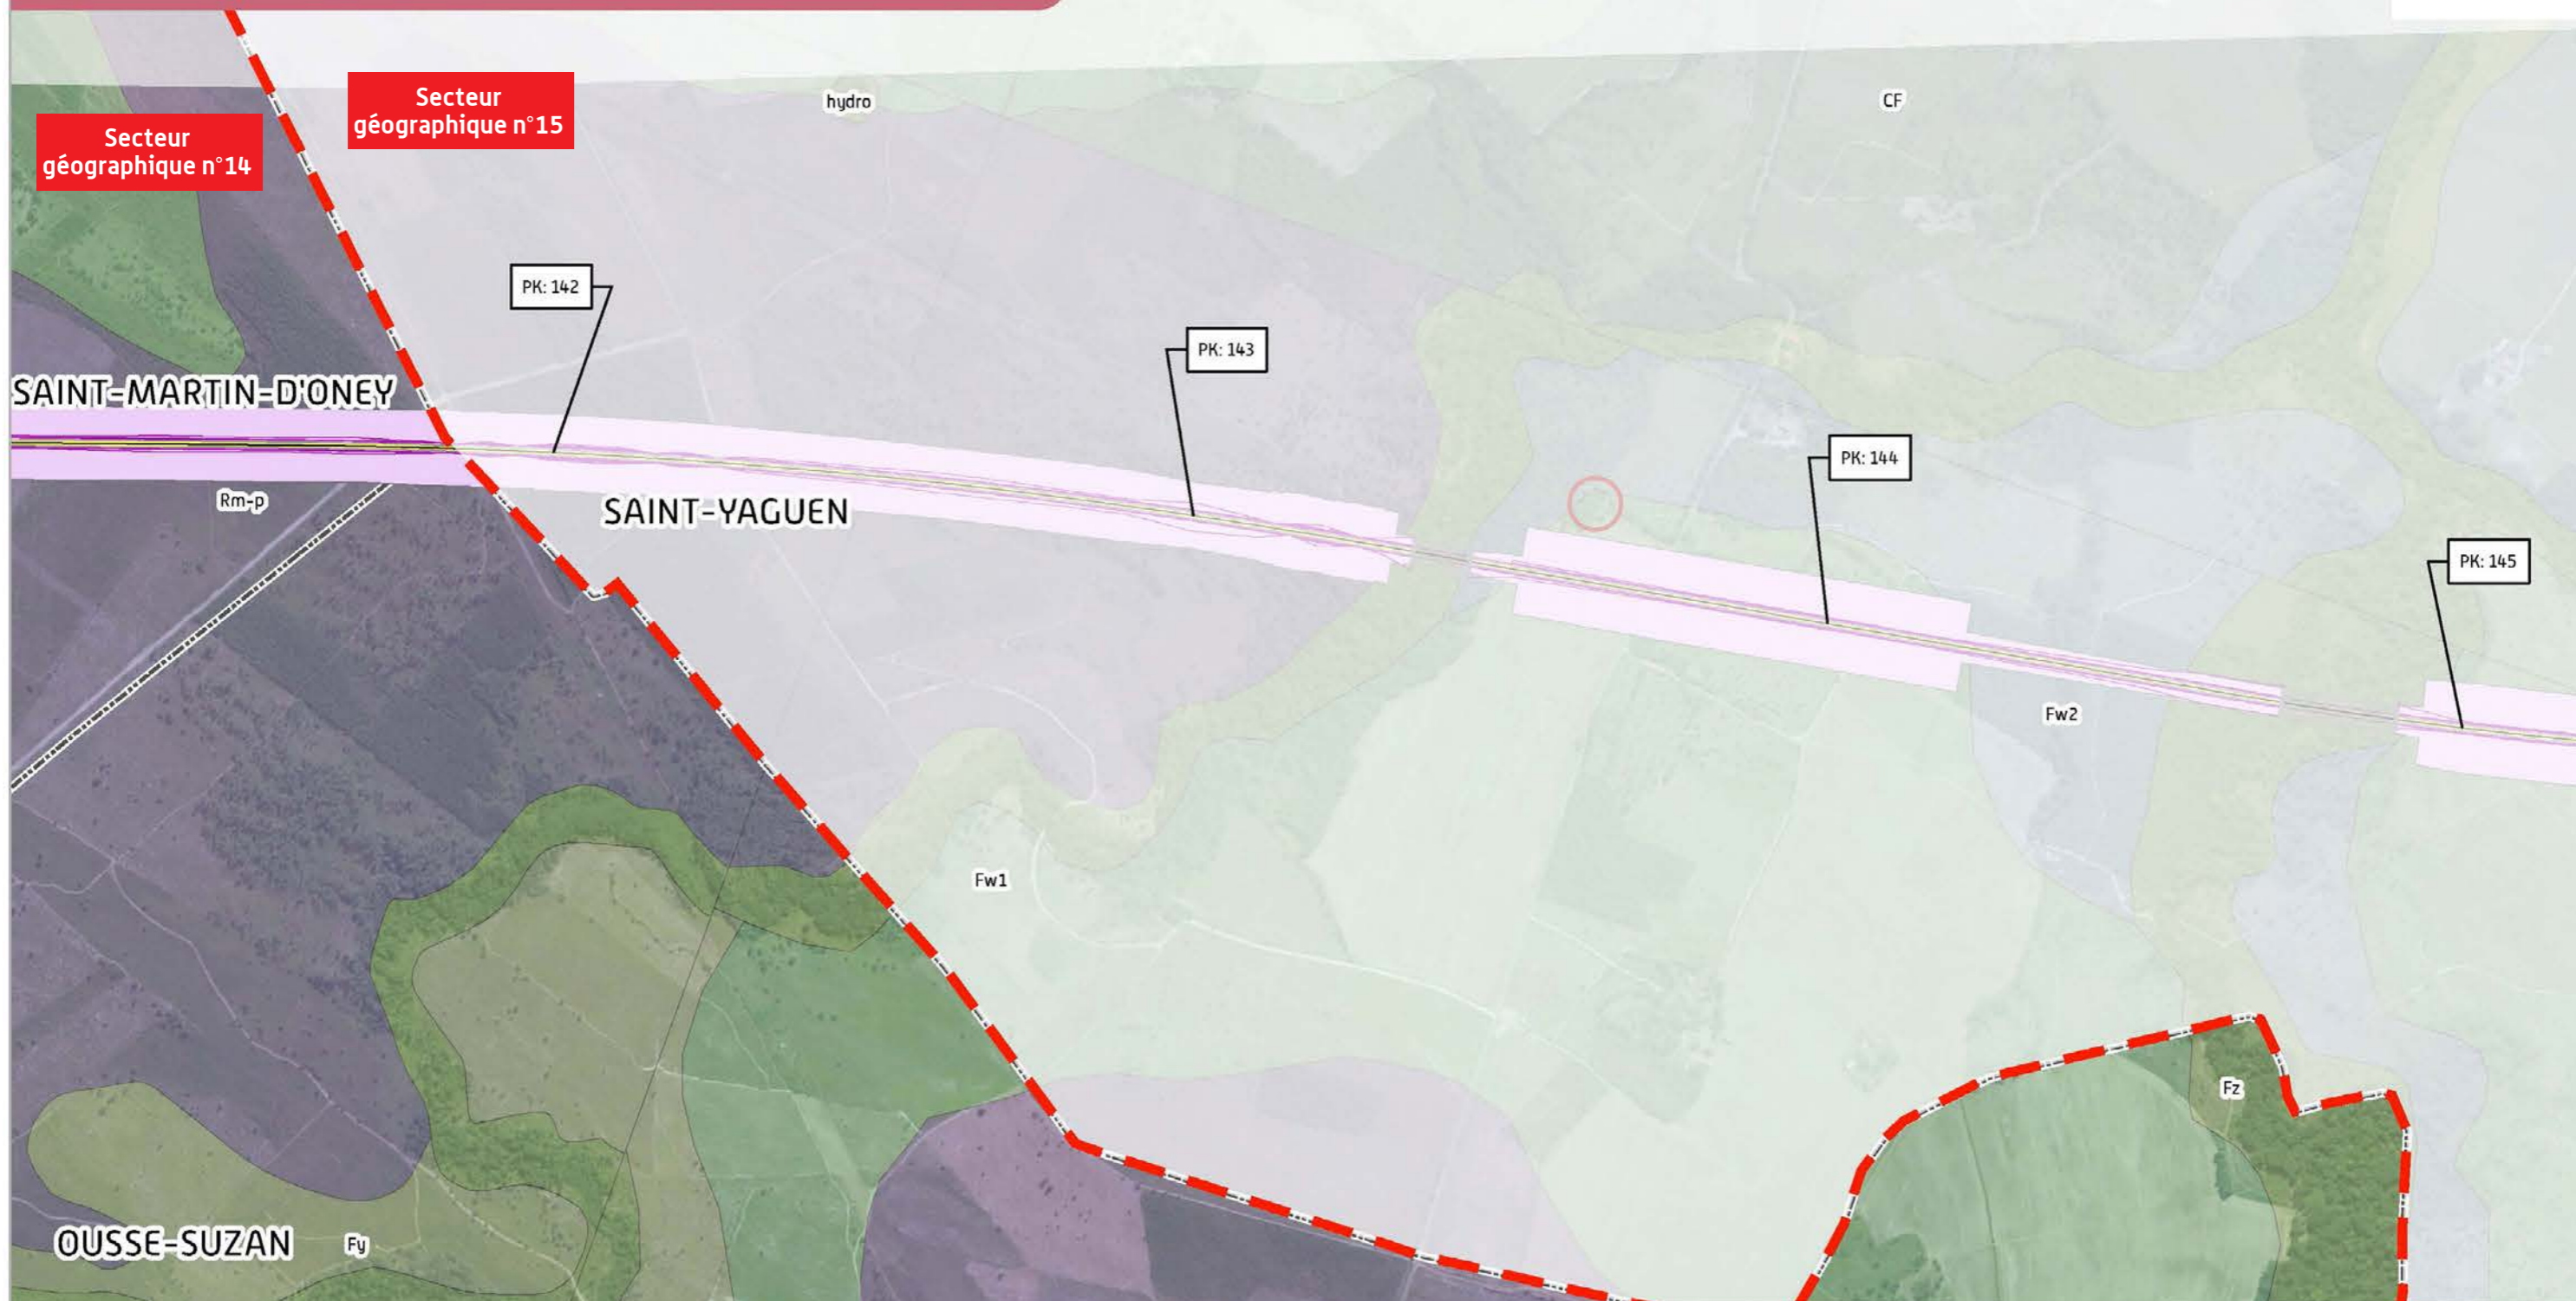 Secteur
géographique n°15
Secteur
géographique n°14
hydro
CF
PK: 142
PK: 143
SAINT-MARTIN-D'ONEY
PK: 144
Rm-p
SAINT-YAGUEN
PK: 145
Fw2
Fw1
Fz
OUSSE-SUZAN
Fy